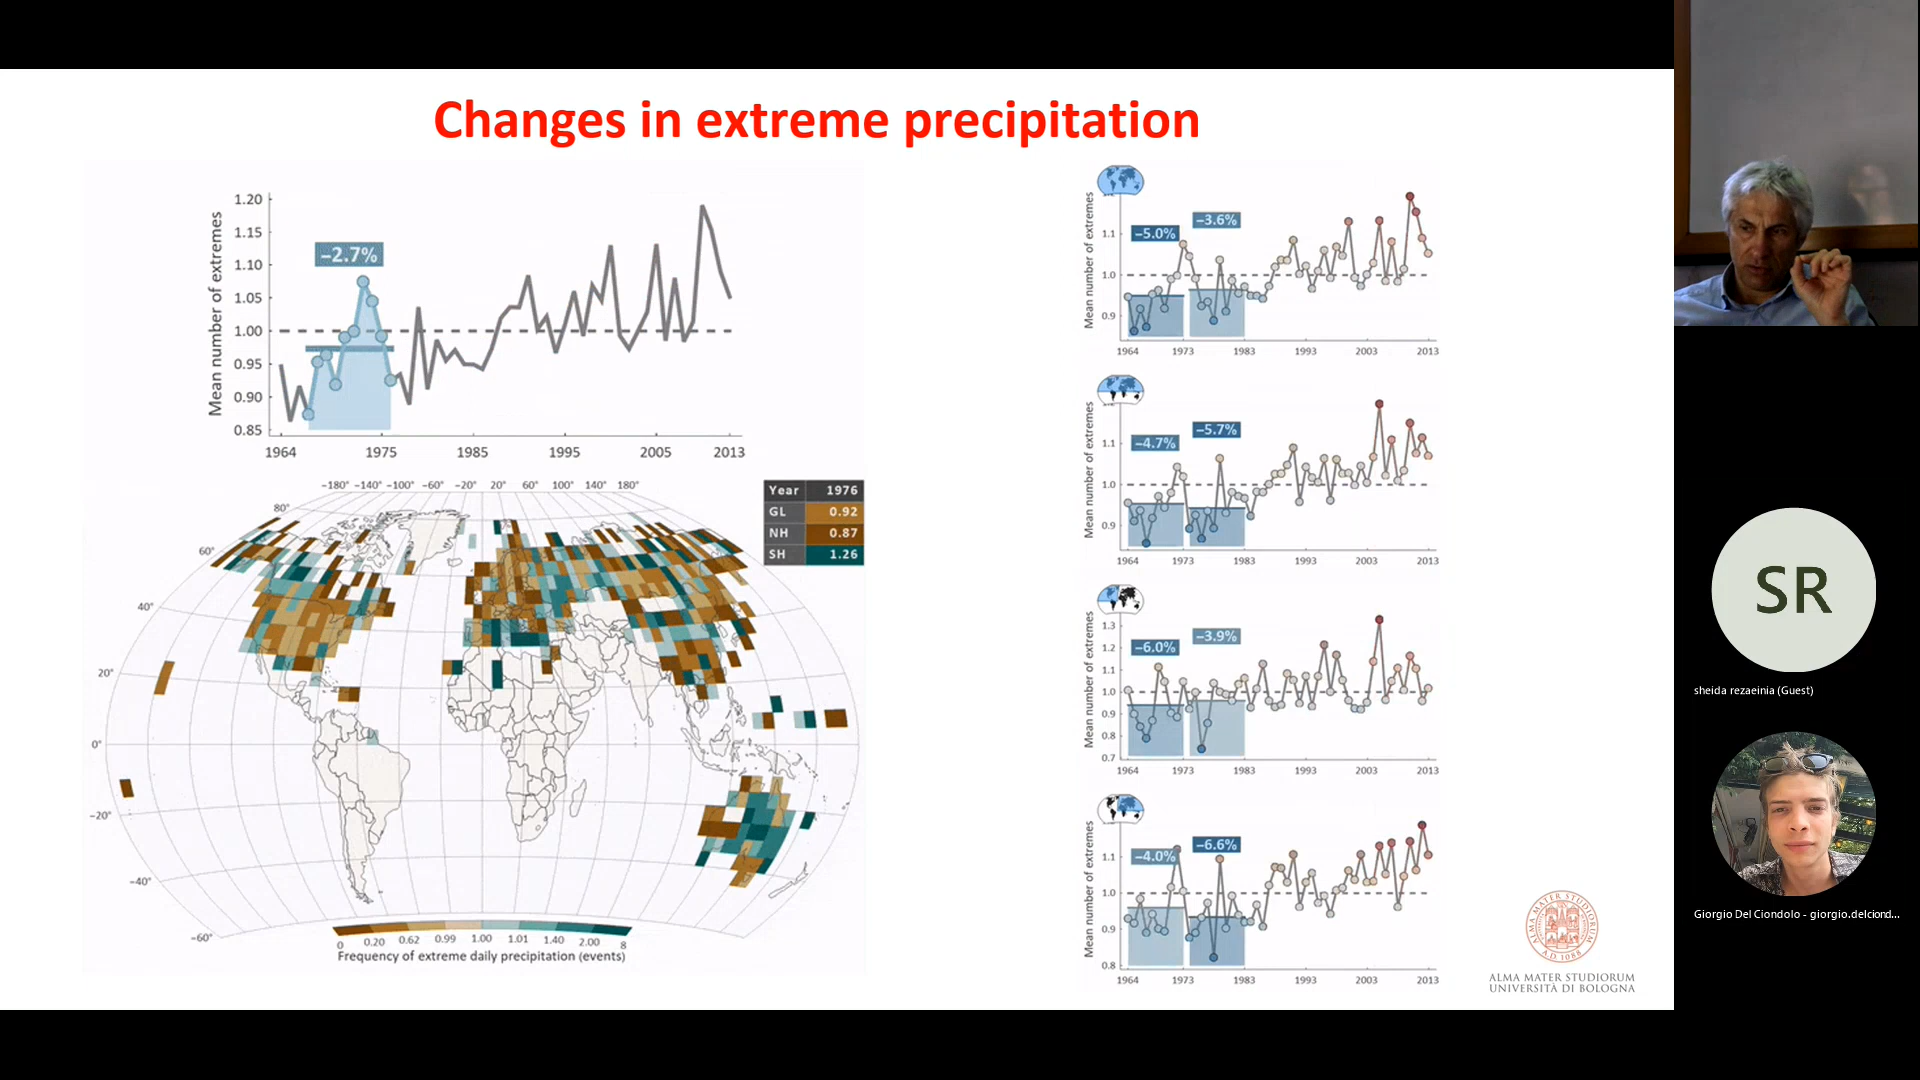 Changes in extreme precipitation
Mean number of extremes
1.20
1.15
1.10
1.05
1.00
0.95
0.90
0.85
−2.7%
1964 1975 1985 1995 2005 2013
−180° −140° −100° −60° −20° 20° 60° 100° 140° 180°
80°
60°
40°
20°
0°
−20°
−40°
−60°
Year 1976
GL 0.92
NH 0.87
SH 1.26
0 0.20 0.62 0.99 1.00 1.01 1.40 2.00 8
Frequency of extreme daily precipitation (events)
Mean number of extremes
1.1
1.0
0.9
−5.0% −3.6%
1964 1973 1983 1993 2003 2013
Mean number of extremes
1.1
1.0
0.9
−4.7% −5.7%
1964 1973 1983 1993 2003 2013
Mean number of extremes
1.3
1.2
1.1
1.0
0.9
0.8
0.7
−6.0% −3.9%
1964 1973 1983 1993 2003 2013
Mean number of extremes
1.1
1.0
0.9
0.8
−4.0% −6.6%
1964 1973 1983 1993 2003 2013
ALMA MATER STUDIORUM
A.D. 1088
ALMA MATER STUDIORUM
UNIVERSITÀ DI BOLOGNA
SR
sheida rezaeinia (Guest)
Giorgio Del Ciondolo - giorgio.delciond...